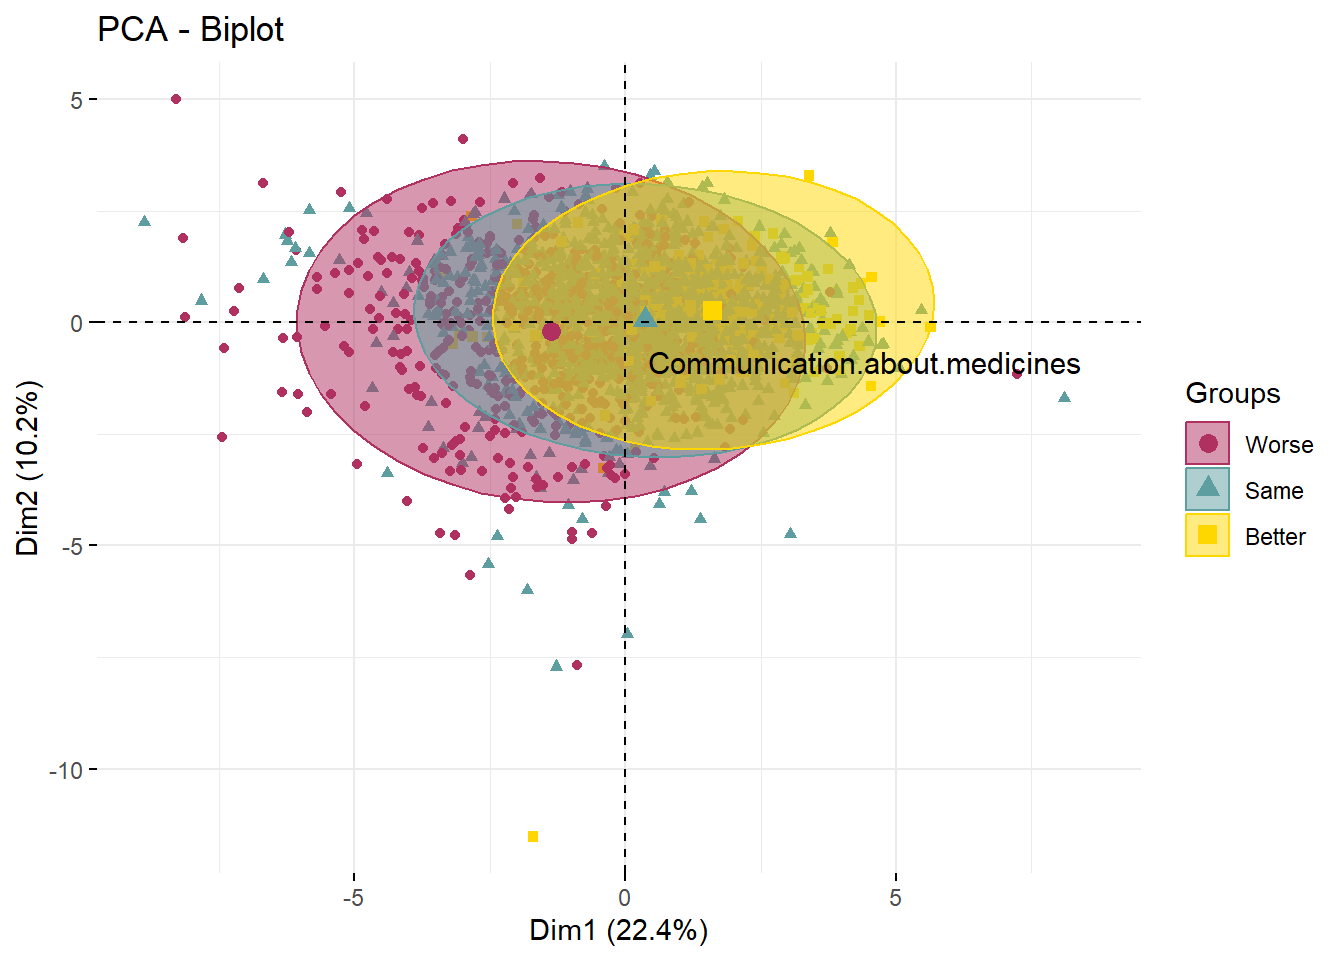 PCA - Biplot
5
0
-5
-10
Dim2 (10.2%)
Communication.about.medicines
-5
0
5
Dim1 (22.4%)
Groups
Worse
Same
Better